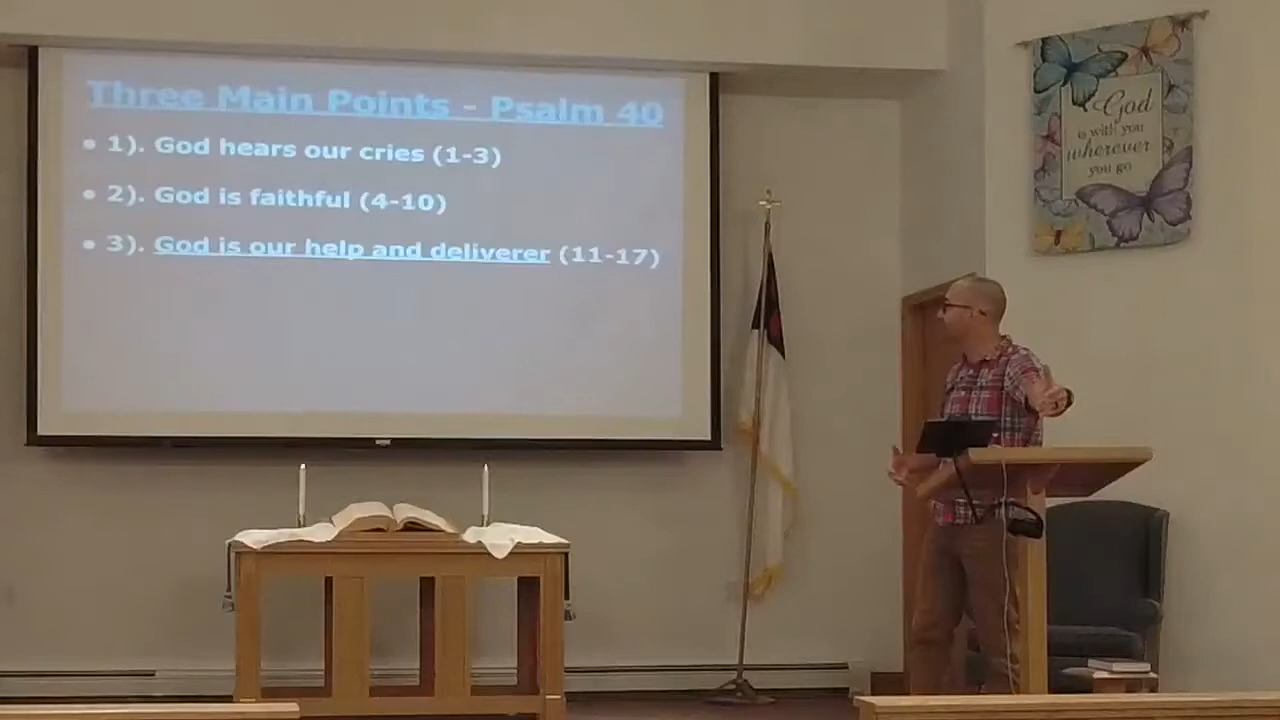 Three Main Points - Psalm 40
• 1). God hears our cries (1-3)
• 2). God is faithful (4-10)
• 3). God is our help and deliverer (11-17)
God
is with you
wherever
you go